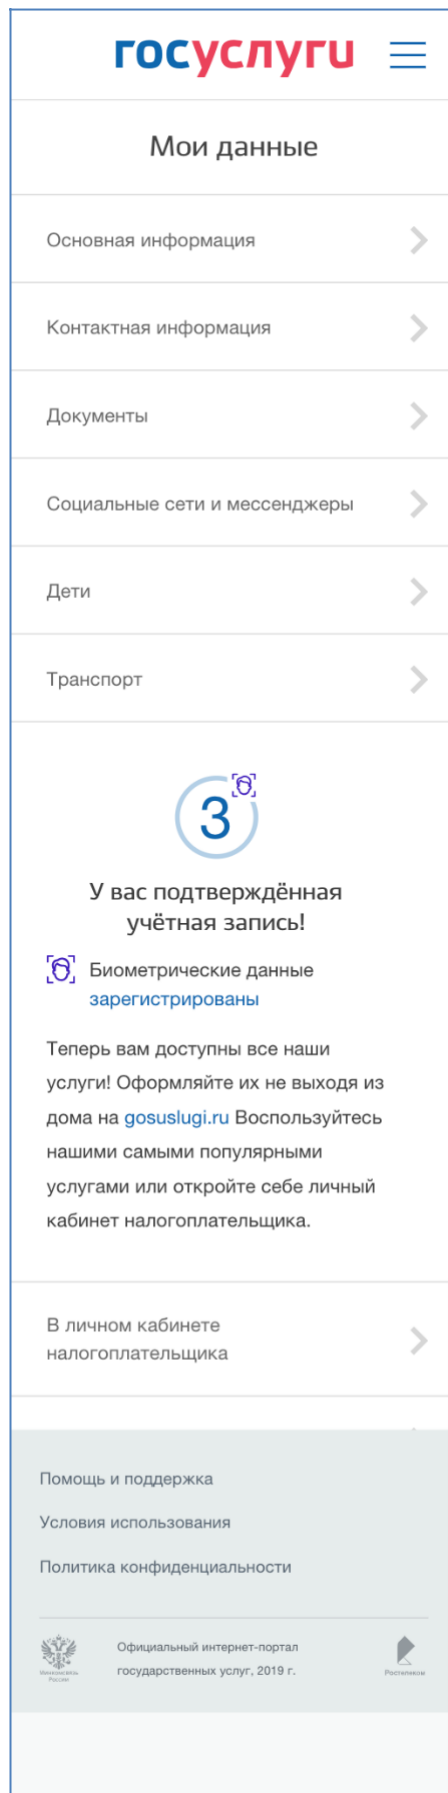 госуслуги
Мои данные
Основная информация
Контактная информация
Документы
Социальные сети и мессенджеры
Дети
Транспорт
3
У вас подтверждённая
учётная запись!
Биометрические данные
зарегистрированы
Теперь вам доступны все наши
услуги! Оформляйте их не выходя из
дома на gosuslugi.ru Воспользуйтесь
нашими самыми популярными
услугами или откройте себе личный
кабинет налогоплательщика.
В личном кабинете
налогоплательщика
Помощь и поддержка
Условия использования
Политика конфиденциальности
Официальный интернет-портал
государственных услуг, 2019 г.
Минкомсвязь
России
Ростелеком